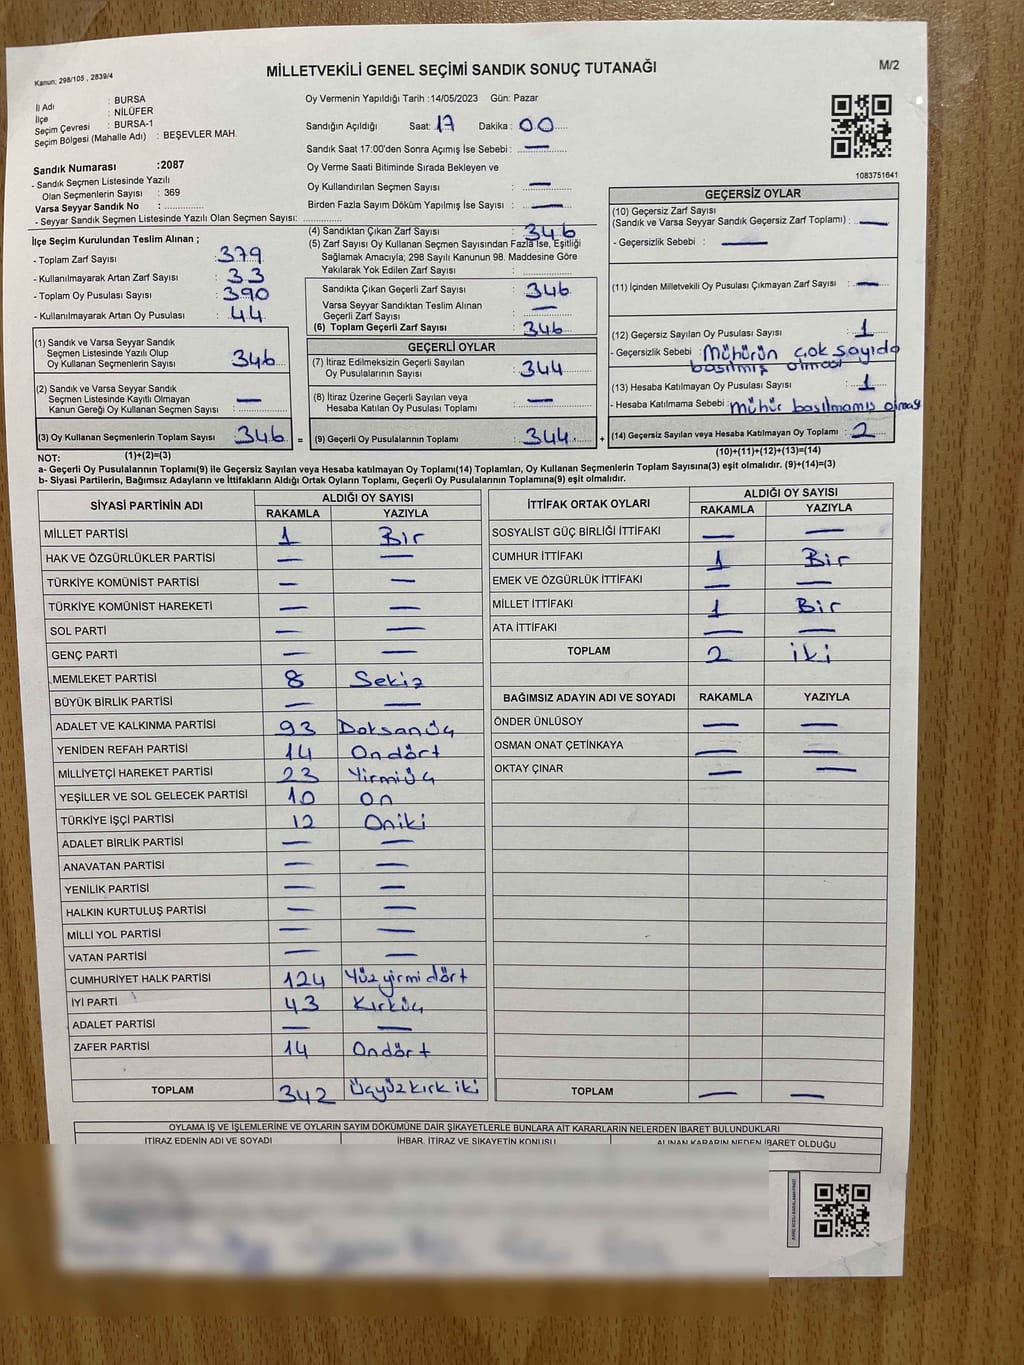 Kanun; 298/105 , 2839/4
MİLLETVEKİLİ GENEL SEÇİMİ SANDIK SONUÇ TUTANAĞI
M/2
İl Adı : BURSA
İlçe : NİLÜFER
Seçim Çevresi : BURSA-1
Seçim Bölgesi (Mahalle Adı) : BEŞEVLER MAH.
Sandık Numarası :2087
- Sandık Seçmen Listesinde Yazılı
Olan Seçmenlerin Sayısı : 369
Varsa Seyyar Sandık No : ..............
- Seyyar Sandık Seçmen Listesinde Yazılı Olan Seçmen Sayısı: ..............
Oy Vermenin Yapıldığı Tarih :14/05/2023 Gün: Pazar
Sandığın Açıldığı Saat: 17 Dakika : 00
Sandık Saat 17:00'den Sonra Açımış İse Sebebi : —
Oy Verme Saati Bitiminde Sırada Bekleyen ve
Oy Kullandırılan Seçmen Sayısı : —
Birden Fazla Sayım Döküm Yapılmış İse Sayısı : —
1083751641
İlçe Seçim Kurulundan Teslim Alınan ;
- Toplam Zarf Sayısı : 379
- Kullanılmayarak Artan Zarf Sayısı : 33
- Toplam Oy Pusulası Sayısı : 390
- Kullanılmayarak Artan Oy Pusulası : 44
(4) Sandıktan Çıkan Zarf Sayısı : 346
(5) Zarf Sayısı Oy Kullanan Seçmen Sayısından Fazla İse, Eşitliği
Sağlamak Amacıyla; 298 Sayılı Kanunun 98. Maddesine Göre
Yakılarak Yok Edilen Zarf Sayısı : ..............
Sandıkta Çıkan Geçerli Zarf Sayısı : 346
Varsa Seyyar Sandıktan Teslim Alınan
Geçerli Zarf Sayısı : —
(6) Toplam Geçerli Zarf Sayısı : 346
GEÇERSİZ OYLAR
(10) Geçersiz Zarf Sayısı
(Sandık ve Varsa Seyyar Sandık Geçersiz Zarf Toplamı) : —
- Geçersizlik Sebebi : —
(11) İçinden Milletvekili Oy Pusulası Çıkmayan Zarf Sayısı : —
(12) Geçersiz Sayılan Oy Pusulası Sayısı : 1
- Geçersizlik Sebebi : Mühürün çok sayıda
basılmış olması
(13) Hesaba Katılmayan Oy Pusulası Sayısı : 1
- Hesaba Katılmama Sebebi : mühür basılmamış olması
(14) Geçersiz Sayılan veya Hesaba Katılmayan Oy Toplamı : 2
(10)+(11)+(12)+(13)=(14)
(1) Sandık ve Varsa Seyyar Sandık
Seçmen Listesinde Yazılı Olup
Oy Kullanan Seçmenlerin Sayısı : 346
(2) Sandık ve Varsa Seyyar Sandık
Seçmen Listesinde Kayıtlı Olmayan
Kanun Gereği Oy Kullanan Seçmen Sayısı : —
(3) Oy Kullanan Seçmenlerin Toplam Sayısı : 346 =
GEÇERLİ OYLAR
(7) İtiraz Edilmeksizin Geçerli Sayılan
Oy Pusulalarının Sayısı : 344
(8) İtiraz Üzerine Geçerli Sayılan veya
Hesaba Katılan Oy Pusulası Toplamı : —
(9) Geçerli Oy Pusulalarının Toplamı : 344 +
NOT: (1)+(2)=(3)
a- Geçerli Oy Pusulalarının Toplamı(9) ile Geçersiz Sayılan veya Hesaba katılmayan Oy Toplamı(14) Toplamları, Oy Kullanan Seçmenlerin Toplam Sayısına(3) eşit olmalıdır. (9)+(14)=(3)
b- Siyasi Partilerin, Bağımsız Adayların ve İttifakların Aldığı Ortak Oyların Toplamı, Geçerli Oy Pusulalarının Toplamına(9) eşit olmalıdır.
SİYASİ PARTİNİN ADI ALDIĞI OY SAYISI
RAKAMLA YAZIYLA
MİLLET PARTİSİ 1 Bir
HAK VE ÖZGÜRLÜKLER PARTİSİ — —
TÜRKİYE KOMÜNİST PARTİSİ — —
TÜRKİYE KOMÜNİST HAREKETİ — —
SOL PARTİ — —
GENÇ PARTİ — —
MEMLEKET PARTİSİ 8 Sekiz
BÜYÜK BİRLİK PARTİSİ — —
ADALET VE KALKINMA PARTİSİ 93 Doksanüç
YENİDEN REFAH PARTİSİ 14 Ondört
MİLLİYETÇİ HAREKET PARTİSİ 23 Yirmiüç
YEŞİLLER VE SOL GELECEK PARTİSİ 10 On
TÜRKİYE İŞÇİ PARTİSİ 12 Oniki
ADALET BİRLİK PARTİSİ — —
ANAVATAN PARTİSİ — —
YENİLİK PARTİSİ — —
HALKIN KURTULUŞ PARTİSİ — —
MİLLİ YOL PARTİSİ — —
VATAN PARTİSİ — —
CUMHURİYET HALK PARTİSİ 124 Yüzyirmi dört
İYİ PARTİ 43 Kırküç
ADALET PARTİSİ — —
ZAFER PARTİSİ 14 Ondört
TOPLAM 342 Üçyüzkırk iki
İTTİFAK ORTAK OYLARI ALDIĞI OY SAYISI
RAKAMLA YAZIYLA
SOSYALİST GÜÇ BİRLİĞİ İTTİFAKI — —
CUMHUR İTTİFAKI 1 Bir
EMEK VE ÖZGÜRLÜK İTTİFAKI — —
MİLLET İTTİFAKI 1 Bir
ATA İTTİFAKI — —
TOPLAM 2 iki
BAĞIMSIZ ADAYIN ADI VE SOYADI RAKAMLA YAZIYLA
ÖNDER ÜNLÜSOY — —
OSMAN ONAT ÇETİNKAYA — —
OKTAY ÇINAR — —
TOPLAM — —
OYLAMA İŞ VE İŞLEMLERİNE VE OYLARIN SAYIM DÖKÜMÜNE DAİR ŞİKAYETLERLE BUNLARA AİT KARARLARIN NELERDEN İBARET BULUNDUKLARI
İTİRAZ EDENİN ADI VE SOYADI İHBAR, İTİRAZ VE ŞİKAYETİN KONUSU ALINAN KARARIN NEDEN İBARET OLDUĞU